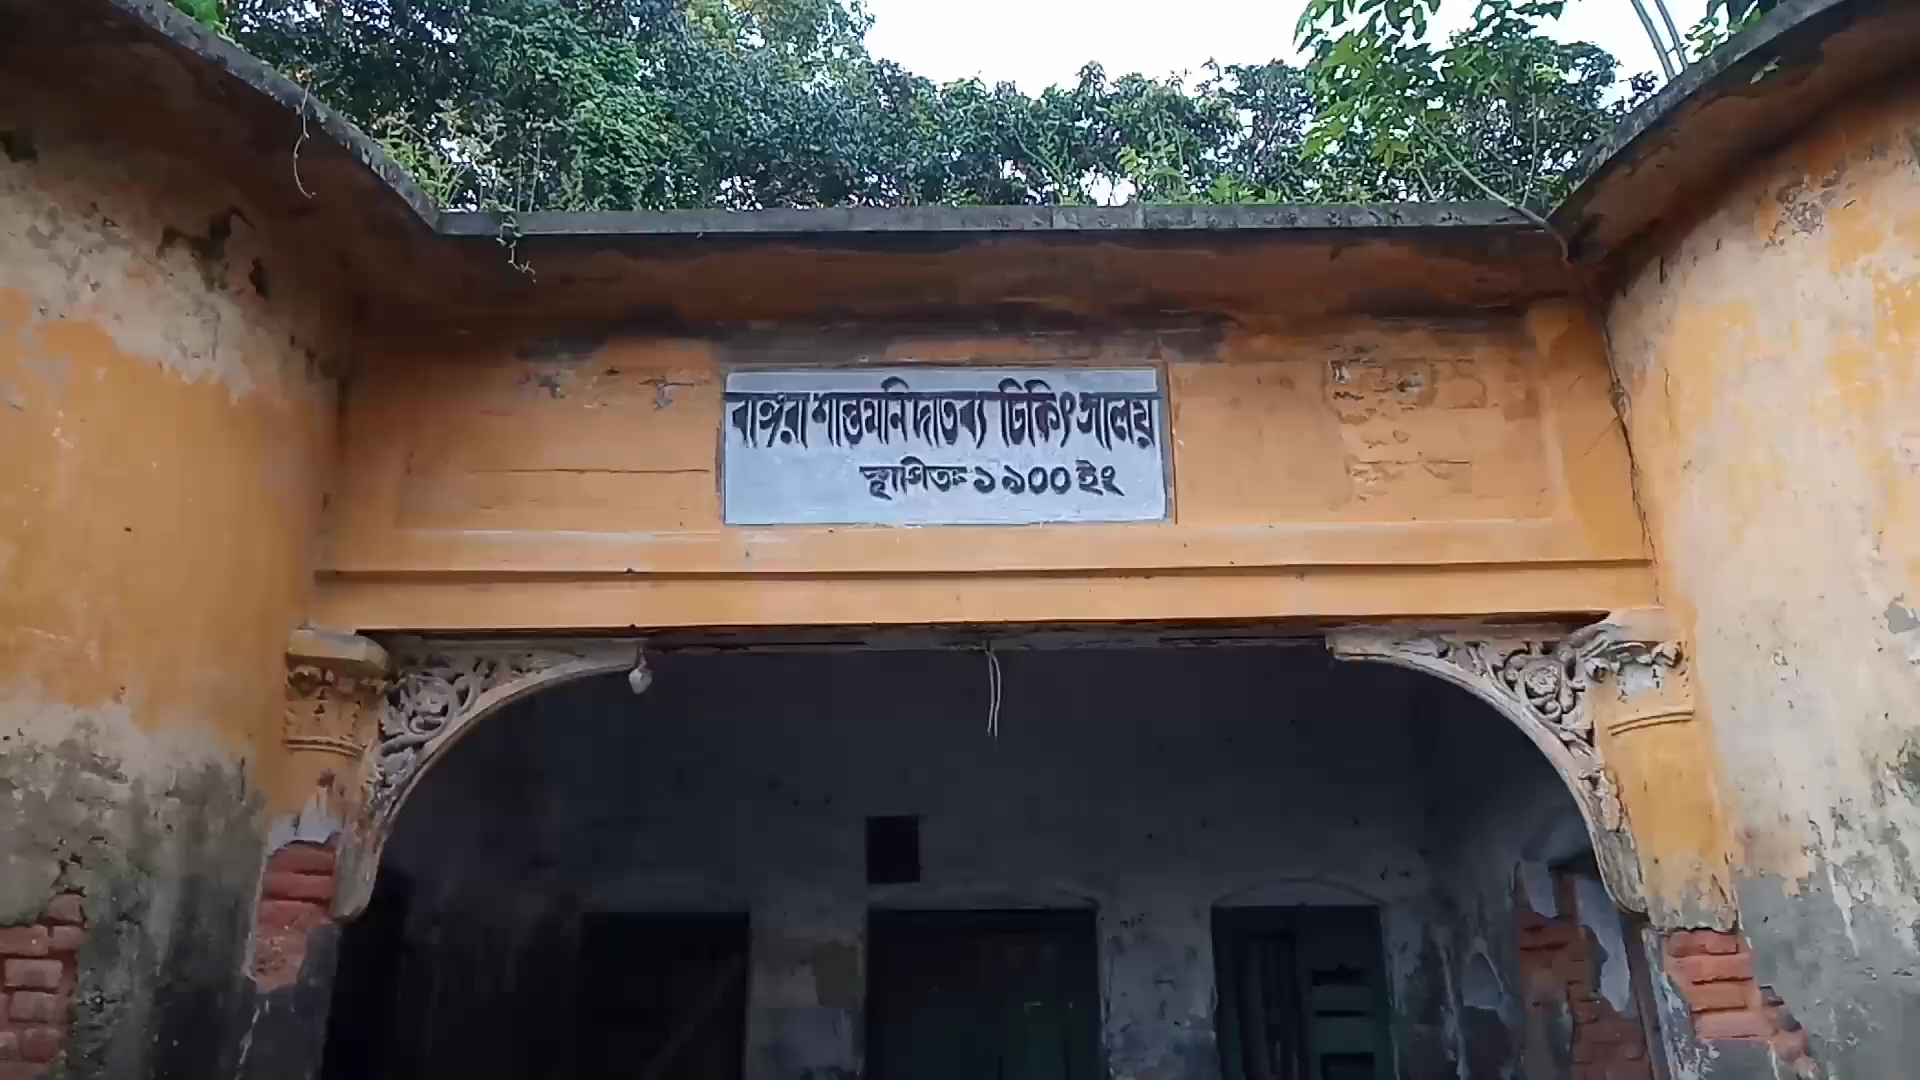 বাঙ্গরা শান্তমনি দাতব্য চিকিৎসালয়
স্থাপিতঃ ১৯০০ ইং